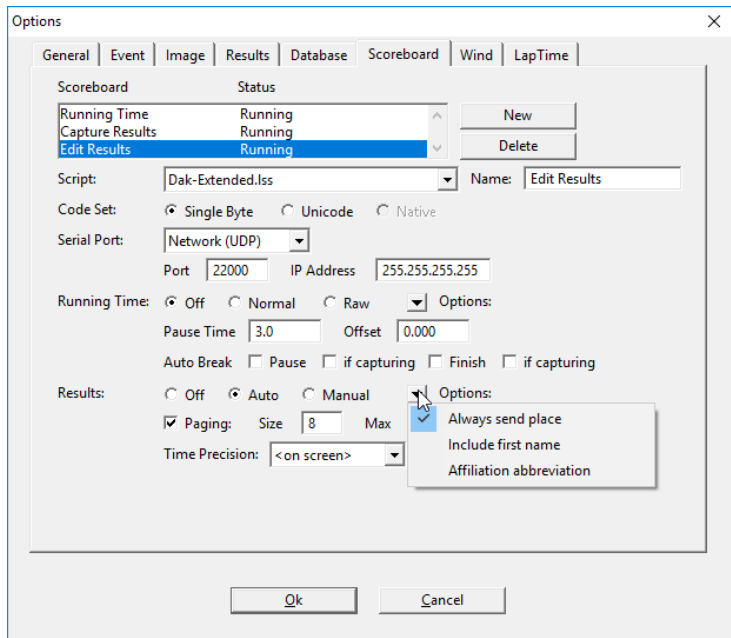 Options
General Event Image Results Database Scoreboard Wind LapTime
Scoreboard Status
Running Time Running
Capture Results Running
Edit Results Running
New
Delete
Script: Dak-Extended.lss Name: Edit Results
Code Set: Single Byte Unicode Native
Serial Port: Network (UDP)
Port 22000 IP Address 255.255.255.255
Running Time: Off Normal Raw Options:
Pause Time 3.0 Offset 0.000
Auto Break Pause if capturing Finish if capturing
Results: Off Auto Manual Options:
Paging: Size 8 Max
Time Precision: <on screen>
Always send place
Include first name
Affiliation abbreviation
Ok Cancel